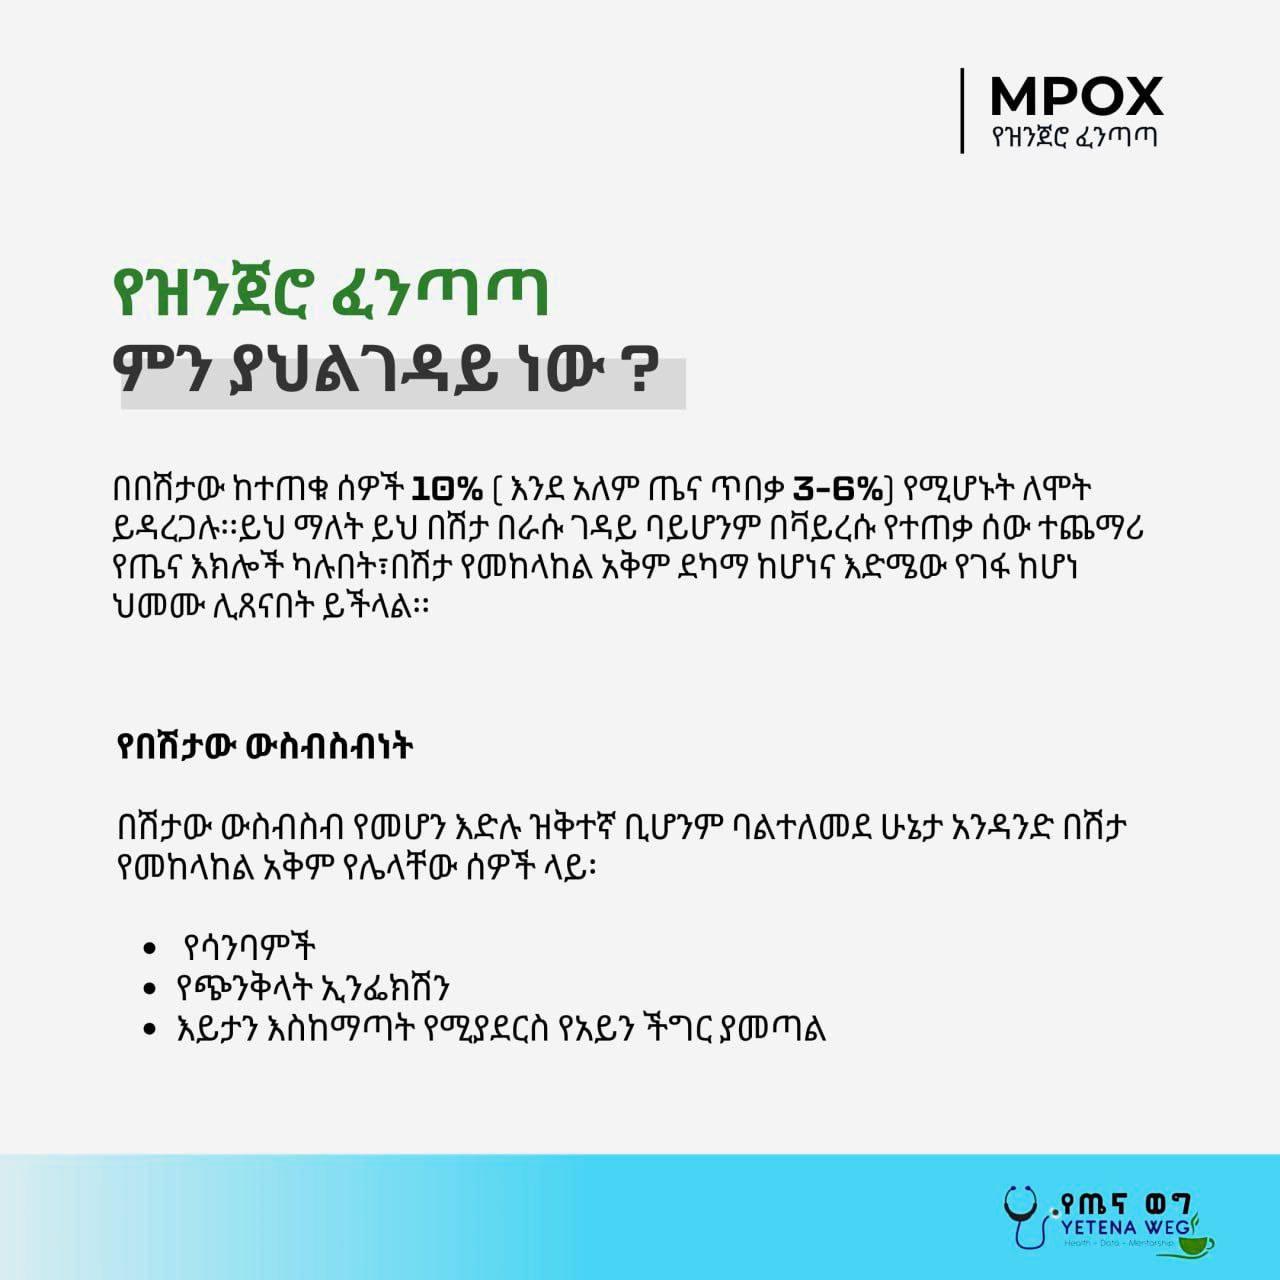 MPOX
የዝንጀሮ ፈንጣጣ
የዝንጀሮ ፈንጣጣ
ምን ያህልገዳይ ነው ?
በበሽታው ከተጠቁ ሰዎች 10% ( እንደ አለም ጤና ጥበቃ 3-6%) የሚሆኑት ለሞት
ይዳረጋሉ።ይህ ማለት ይህ በሽታ በራሱ ገዳይ ባይሆንም በቫይረሱ የተጠቃ ሰው ተጨማሪ
የጤና እክሎች ካሉበት፣በሽታ የመከላከል አቅም ደካማ ከሆነና እድሜው የገፋ ከሆነ
ህመሙ ሊጸናበት ይችላል።
የበሽታው ውስብስብነት
በሽታው ውስብስብ የመሆን እድሉ ዝቅተኛ ቢሆንም ባልተለመደ ሁኔታ አንዳንድ በሽታ
የመከላከል አቅም የሌላቸው ሰዎች ላይ፡
• የሳንባምች
• የጭንቅላት ኢንፌክሽን
• እይታን እስከማጣት የሚያደርስ የአይን ችግር ያመጣል
የጤና ወግ
YETENA WEG
Health - Data - Mentorship